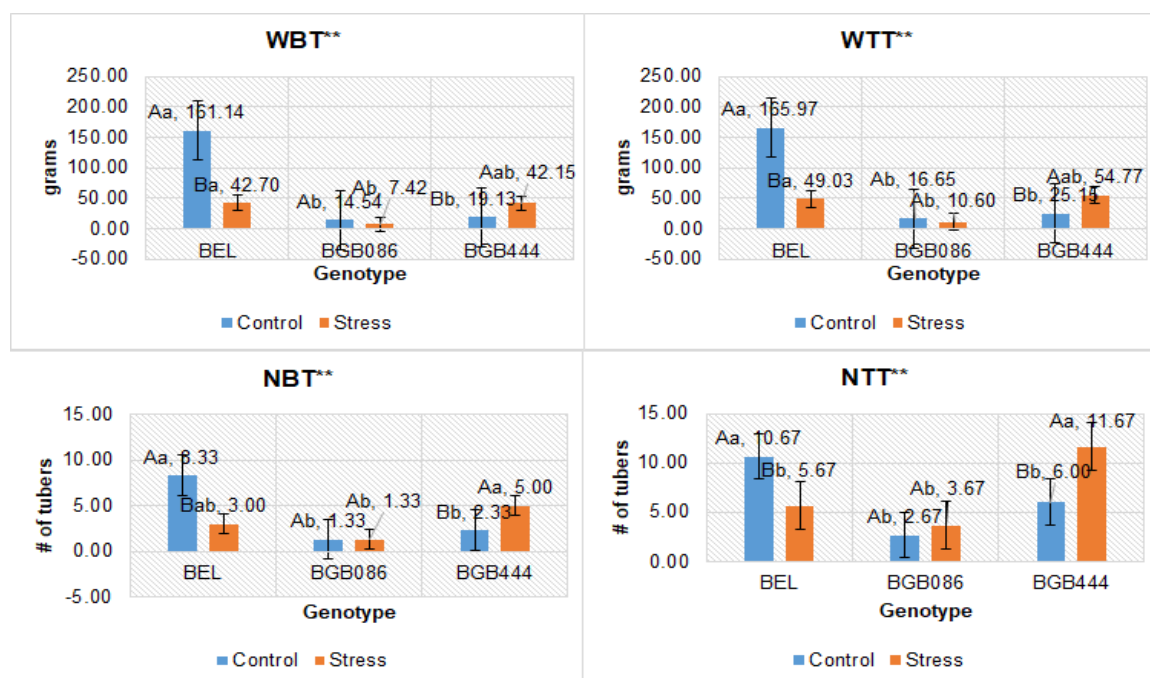 WBT**
250.00
200.00
150.00
100.00
50.00
0.00
-50.00
grams
Aa, 161.14
Ba, 42.70
Ab, 14.54
Ab, 7.42
Bb, 19.13
Aab, 42.15
BEL BGB086 BGB444
Genotype
Control Stress
WTT**
250.00
200.00
150.00
100.00
50.00
0.00
-50.00
grams
Aa, 165.97
Ba, 49.03
Ab, 16.65
Ab, 10.60
Bb, 25.15
Aab, 54.77
BEL BGB086 BGB444
Genotype
Control Stress
NBT**
15.00
10.00
5.00
0.00
-5.00
# of tubers
Aa, 8.33
Bab, 3.00
Ab, 1.33
Ab, 1.33
Bb, 2.33
Aa, 5.00
BEL BGB086 BGB444
Genotype
Control Stress
NTT**
15.00
10.00
5.00
0.00
# of tubers
Aa, 10.67
Bb, 5.67
Ab, 2.67
Ab, 3.67
Bb, 6.00
Aa, 11.67
BEL BGB086 BGB444
Genotype
Control Stress